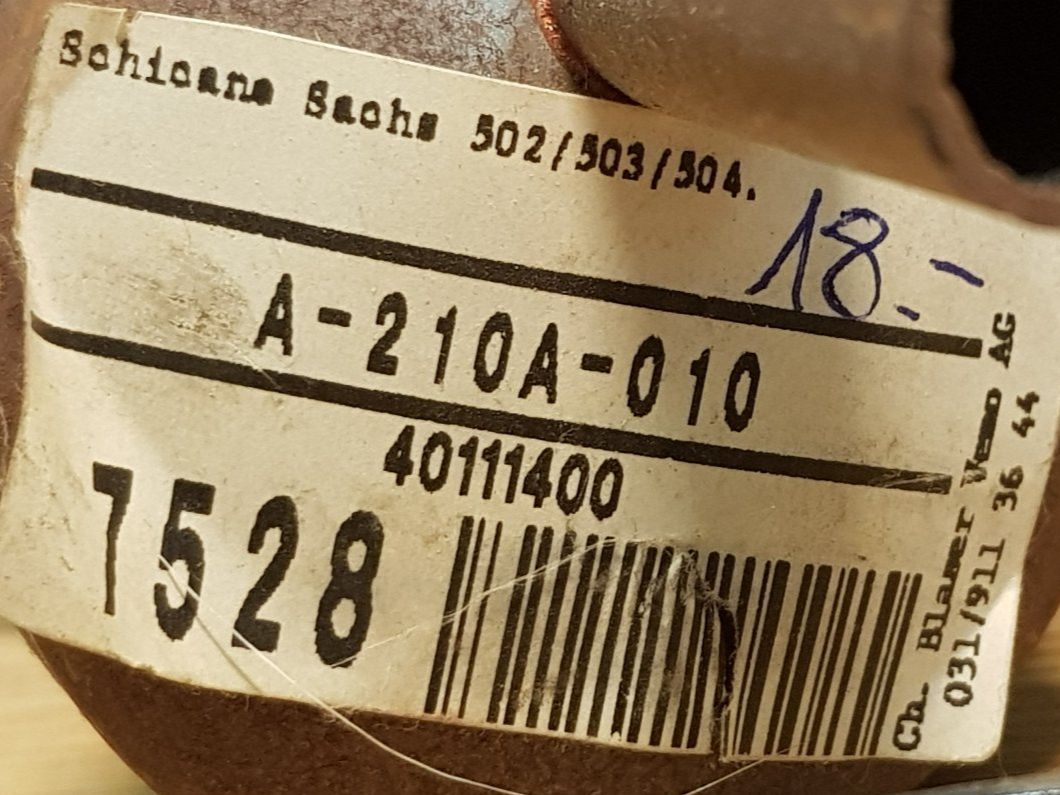 Schicane Sachs 502/503/504.
18.-
A-210A-010
40111400
7528
Ch. Blaser Vemo AG
031/911 36 44